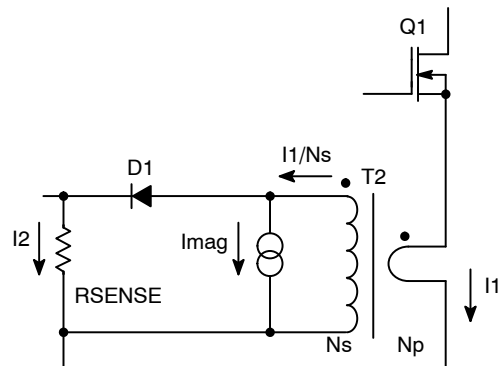 Q1
I1/Ns
T2
D1
I2
Imag
RSENSE
I1
Ns
Np